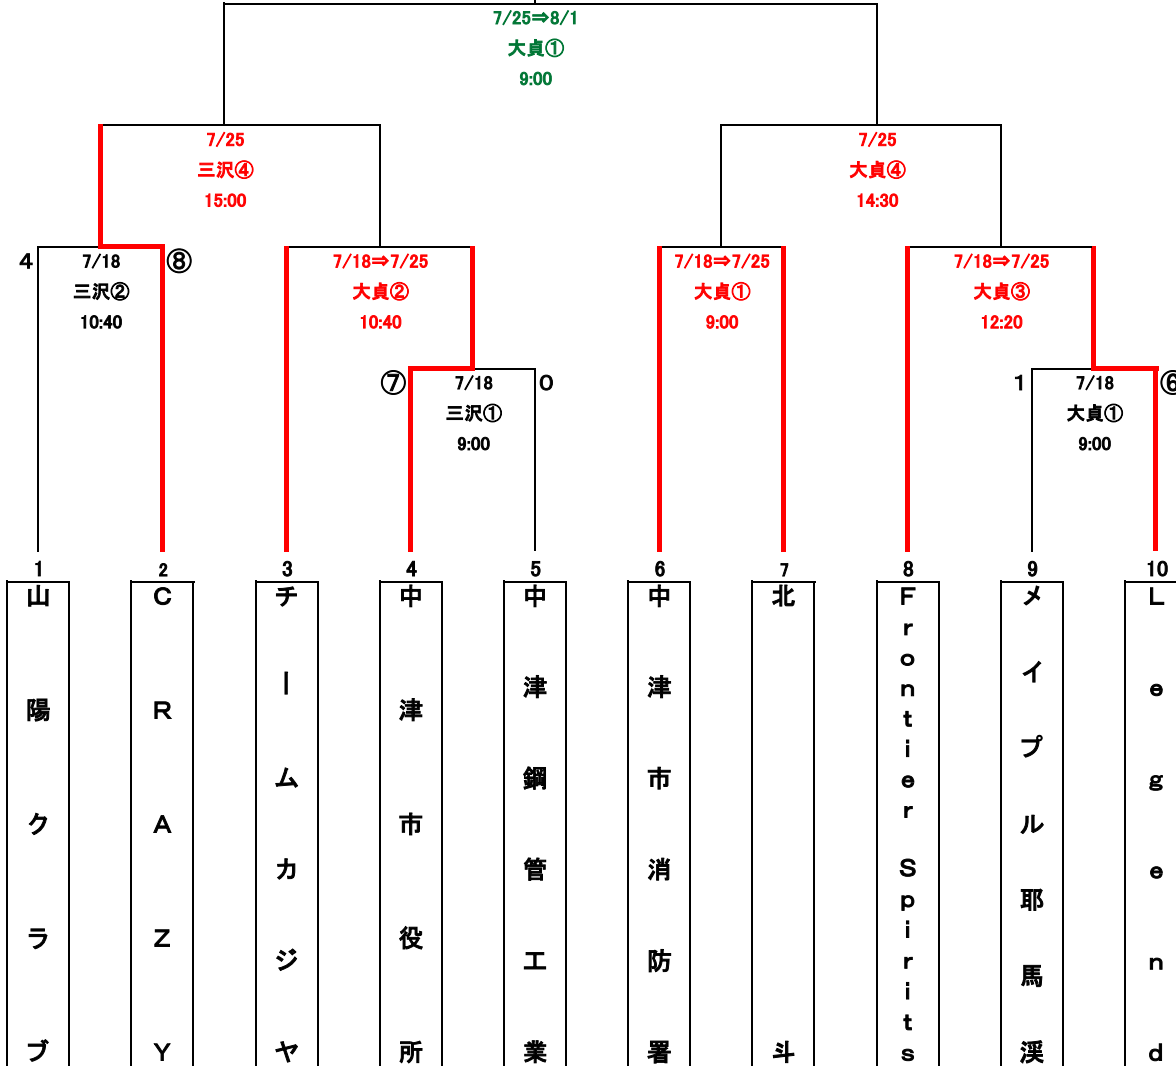 7/25⇒8/1
大貞①
9:00
7/25
三沢④
15:00
7/25
大貞④
14:30
4
7/18
三沢②
10:40
⑧
7/18⇒7/25
大貞②
10:40
7/18⇒7/25
大貞①
9:00
7/18⇒7/25
大貞③
12:20
⑦
7/18
三沢①
9:00
0
1
7/18
大貞①
9:00
⑥
1
2
3
4
5
6
7
8
9
10
山陽クラブ
CRAZY
チームカジヤ
中津市役所
中津鋼管工業
中津市消防署
北斗
Frontier Spirits
メイプル耶馬溪
Legend